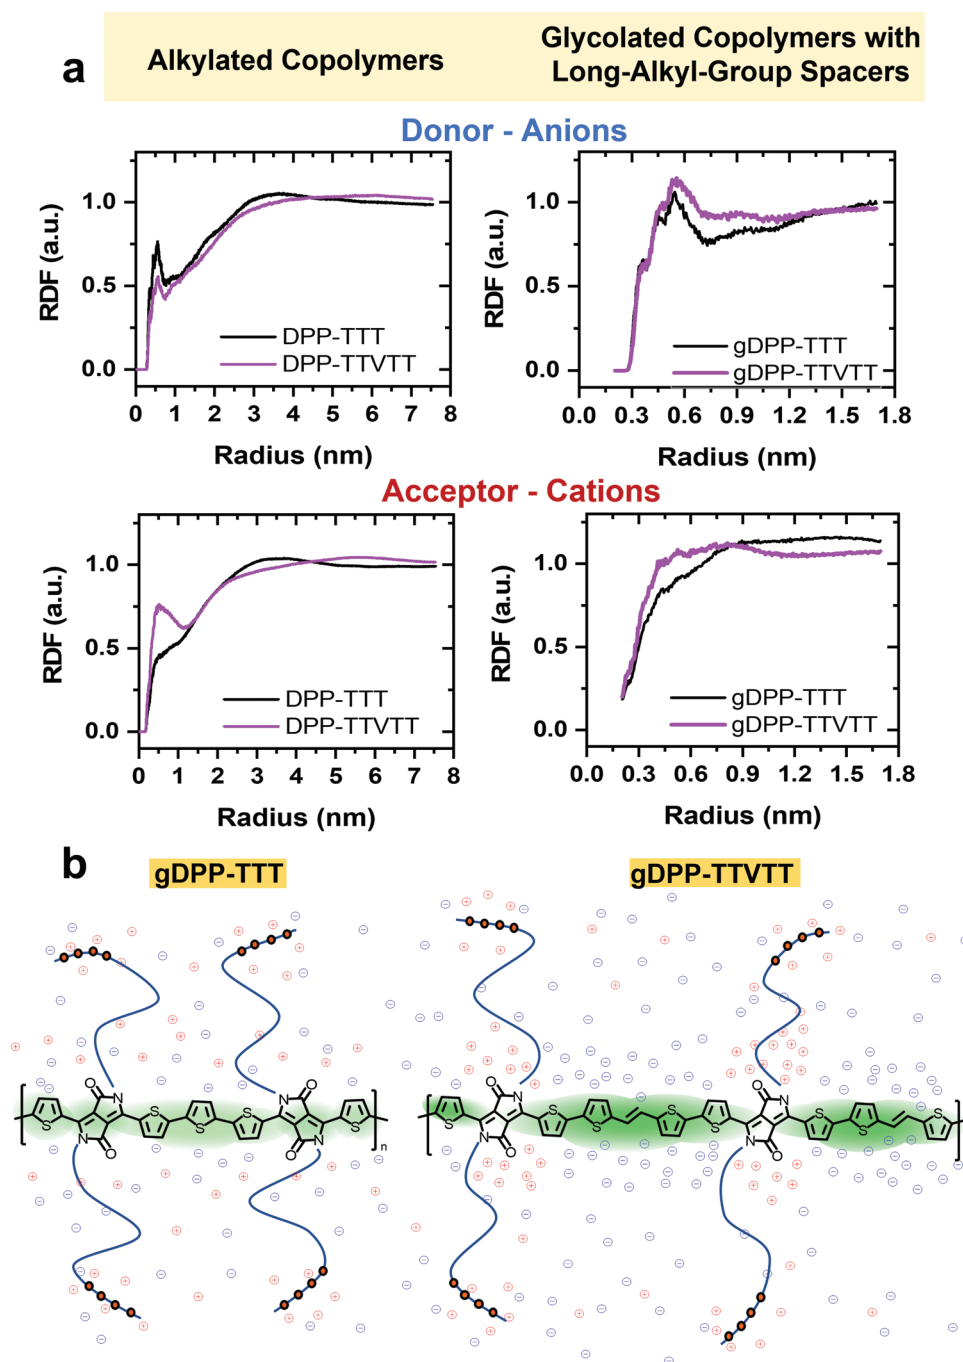 a
Alkylated Copolymers
Glycolated Copolymers with
Long-Alkyl-Group Spacers
Donor - Anions
RDF (a.u.)
1.0
0.5
0.0
DPP-TTT
DPP-TTVTT
0 1 2 3 4 5 6 7 8
Radius (nm)
RDF (a.u.)
1.0
0.5
0.0
gDPP-TTT
gDPP-TTVTT
0.0 0.3 0.6 0.9 1.2 1.5 1.8
Radius (nm)
Acceptor - Cations
RDF (a.u.)
1.0
0.5
0.0
DPP-TTT
DPP-TTVTT
0 1 2 3 4 5 6 7 8
Radius (nm)
RDF (a.u.)
1.0
0.5
0.0
gDPP-TTT
gDPP-TTVTT
0.0 0.3 0.6 0.9 1.2 1.5 1.8
Radius (nm)
b
gDPP-TTT
gDPP-TTVTT
O N O N
S S S S S
N O N O
n
O N O N
S S S S S S S S
N O N O